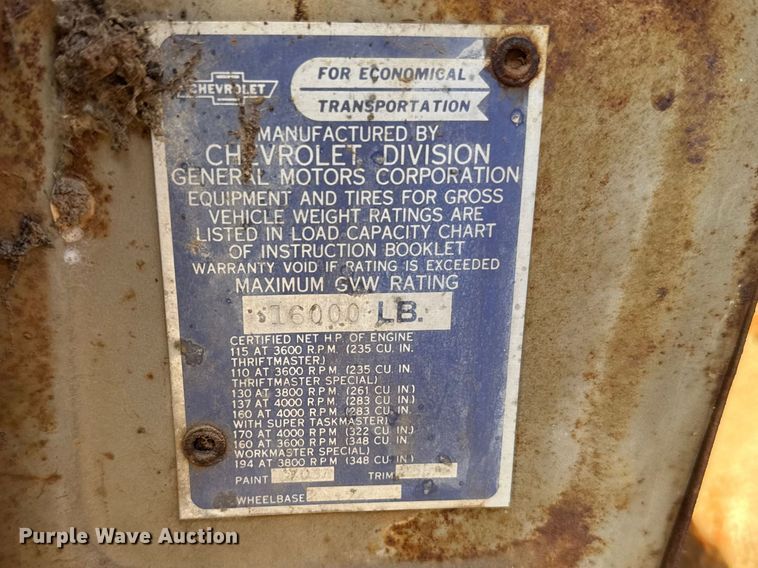 CHEVROLET
FOR ECONOMICAL
TRANSPORTATION
MANUFACTURED BY
CHEVROLET DIVISION
GENERAL MOTORS CORPORATION
EQUIPMENT AND TIRES FOR GROSS
VEHICLE WEIGHT RATINGS ARE
LISTED IN LOAD CAPACITY CHART
OF INSTRUCTION BOOKLET
WARRANTY VOID IF RATING IS EXCEEDED
MAXIMUM GVW RATING
16000 LB.
CERTIFIED NET H.P. OF ENGINE
115 AT 3600 R.P.M. (235 CU. IN.
THRIFTMASTER)
110 AT 3600 R.P.M. (235 CU. IN.
THRIFTMASTER SPECIAL)
130 AT 3800 R.P.M. (261 CU. IN.)
137 AT 4000 R.P.M. (283 CU. IN.)
160 AT 4000 R.P.M. (283 CU. IN.
WITH SUPER TASKMASTER)
170 AT 4000 R.P.M. (322 CU. IN.)
160 AT 3600 R.P.M. (348 CU. IN.
WORKMASTER SPECIAL)
194 AT 3800 R.P.M. (348 CU. IN.)
PAINT TRIM
WHEELBASE
Purple Wave Auction